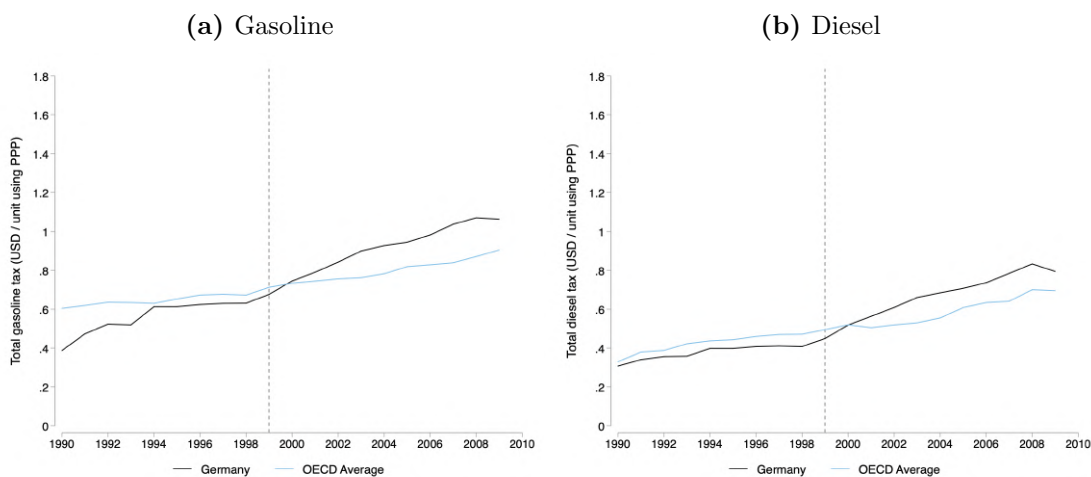 (a) Gasoline
Total gasoline tax (USD / unit using PPP)
1.8
1.6
1.4
1.2
1
.8
.6
.4
.2
0
1990 1992 1994 1996 1998 2000 2002 2004 2006 2008 2010
Germany OECD Average
(b) Diesel
Total diesel tax (USD / unit using PPP)
1.8
1.6
1.4
1.2
1
.8
.6
.4
.2
0
1990 1992 1994 1996 1998 2000 2002 2004 2006 2008 2010
Germany OECD Average